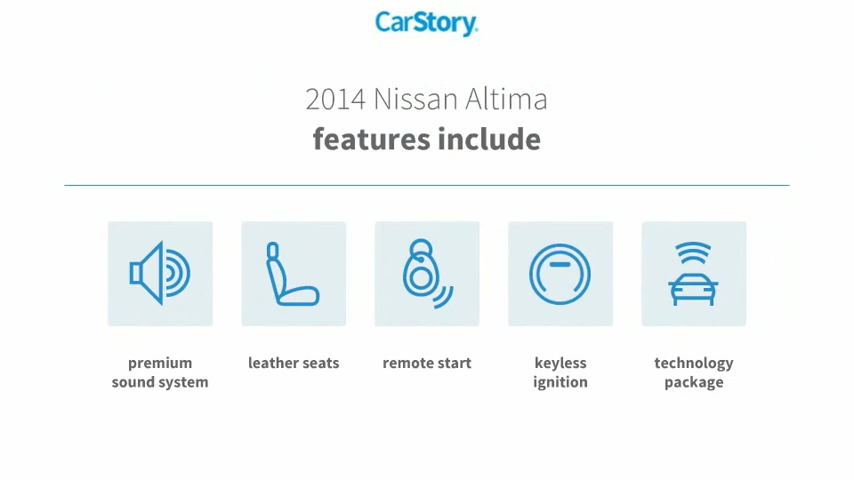 CarStory.
2014 Nissan Altima
features include
premium
sound system
leather seats
remote start
keyless
ignition
technology
package